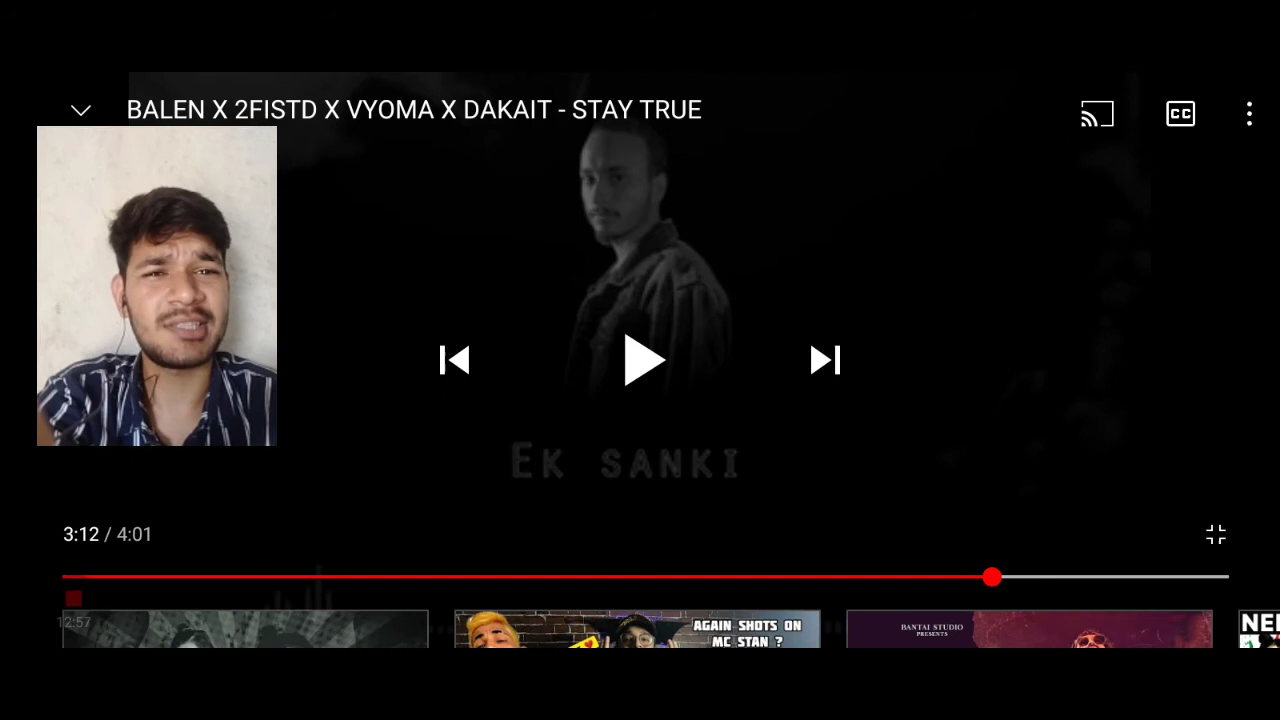 BALEN X 2FISTD X VYOMA X DAKAIT - STAY TRUE
CC
EK SANKI
3:12 / 4:01
12:57
AGAIN SHOTS ON
MC STAN ?
BANTAI STUDIO
PRESENTS